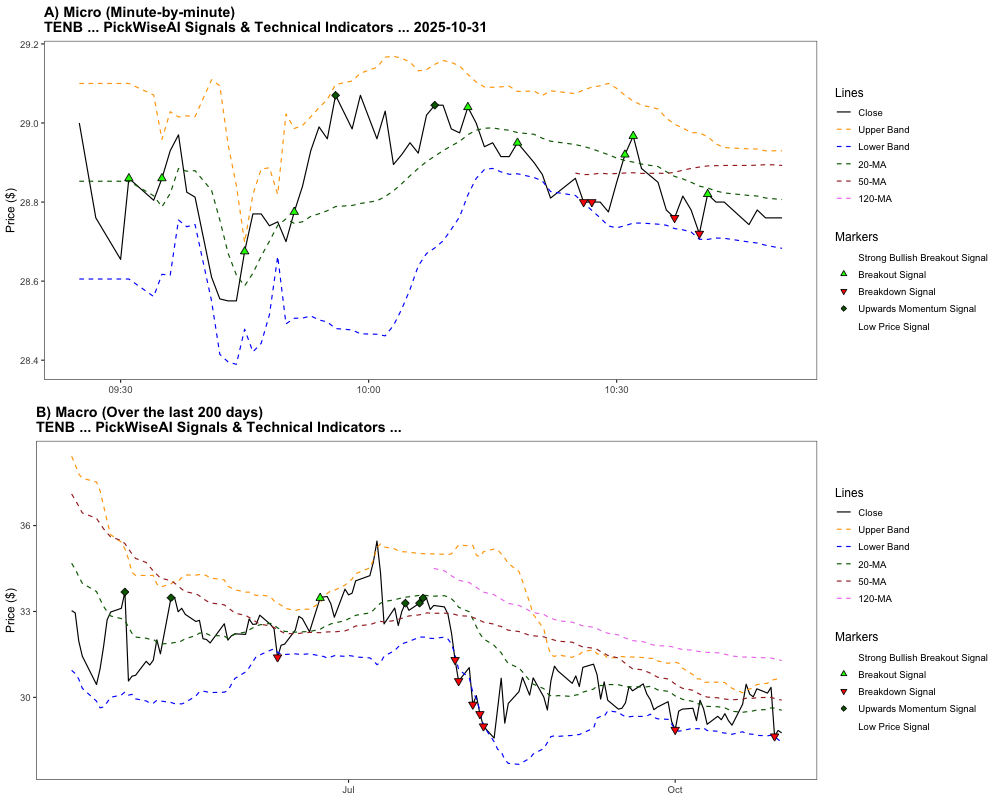 A) Micro (Minute-by-minute)
TENB ... PickWiseAI Signals & Technical Indicators ... 2025-10-31
29.2
29.0
28.8
28.6
28.4
Price ($)
09:30
10:00
10:30
Lines
Close
Upper Band
Lower Band
20-MA
50-MA
120-MA
Markers
Strong Bullish Breakout Signal
Breakout Signal
Breakdown Signal
Upwards Momentum Signal
Low Price Signal
B) Macro (Over the last 200 days)
TENB ... PickWiseAI Signals & Technical Indicators ...
36
33
30
Price ($)
Jul
Oct
Lines
Close
Upper Band
Lower Band
20-MA
50-MA
120-MA
Markers
Strong Bullish Breakout Signal
Breakout Signal
Breakdown Signal
Upwards Momentum Signal
Low Price Signal